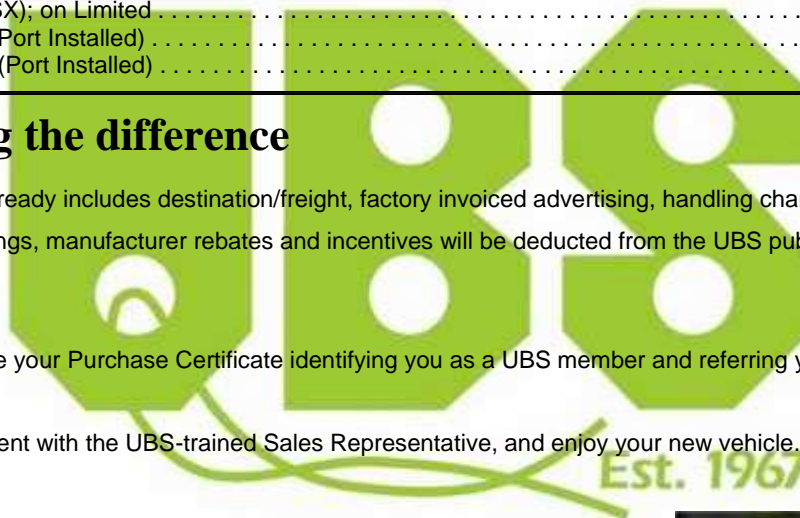 SX); on Limited . . . . . . . . . . . . . . . . . . . . . . . . . . . . . . . . . . . . . . . . . . . . . . . . .
Port Installed) . . . . . . . . . . . . . . . . . . . . . . . . . . . . . . . . . . . . . . . . . . . . . . . . .
(Port Installed) . . . . . . . . . . . . . . . . . . . . . . . . . . . . . . . . . . . . . . . . . . . . . . . .
g the difference
ready includes destination/freight, factory invoiced advertising, handling cha
ngs, manufacturer rebates and incentives will be deducted from the UBS pub
e your Purchase Certificate identifying you as a UBS member and referring y
ent with the UBS-trained Sales Representative, and enjoy your new vehicle.
UBS
Est. 1967